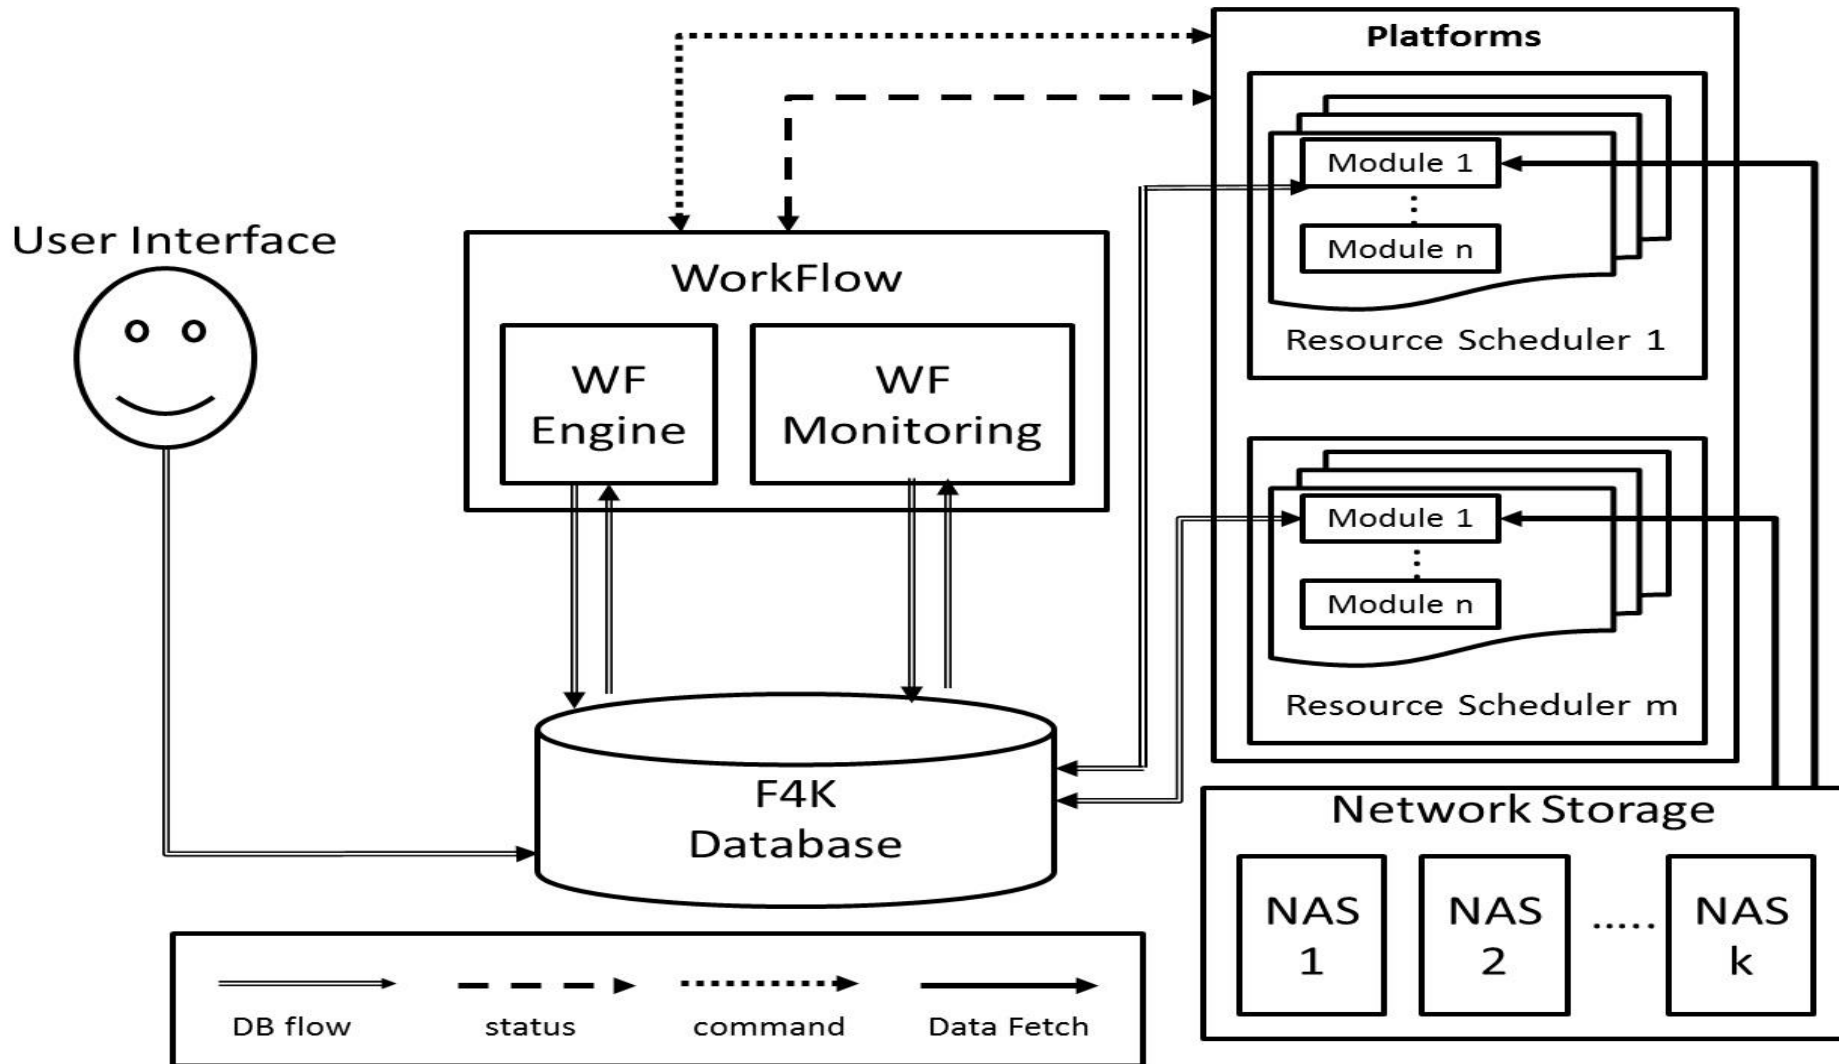 Platforms
Module 1
Module n
Resource Scheduler 1
User Interface
WorkFlow
WF
Engine
WF
Monitoring
Module 1
Module n
Resource Scheduler m
F4K
Database
Network Storage
NAS
1
NAS
2
.....
NAS
k
DB flow
status
command
Data Fetch